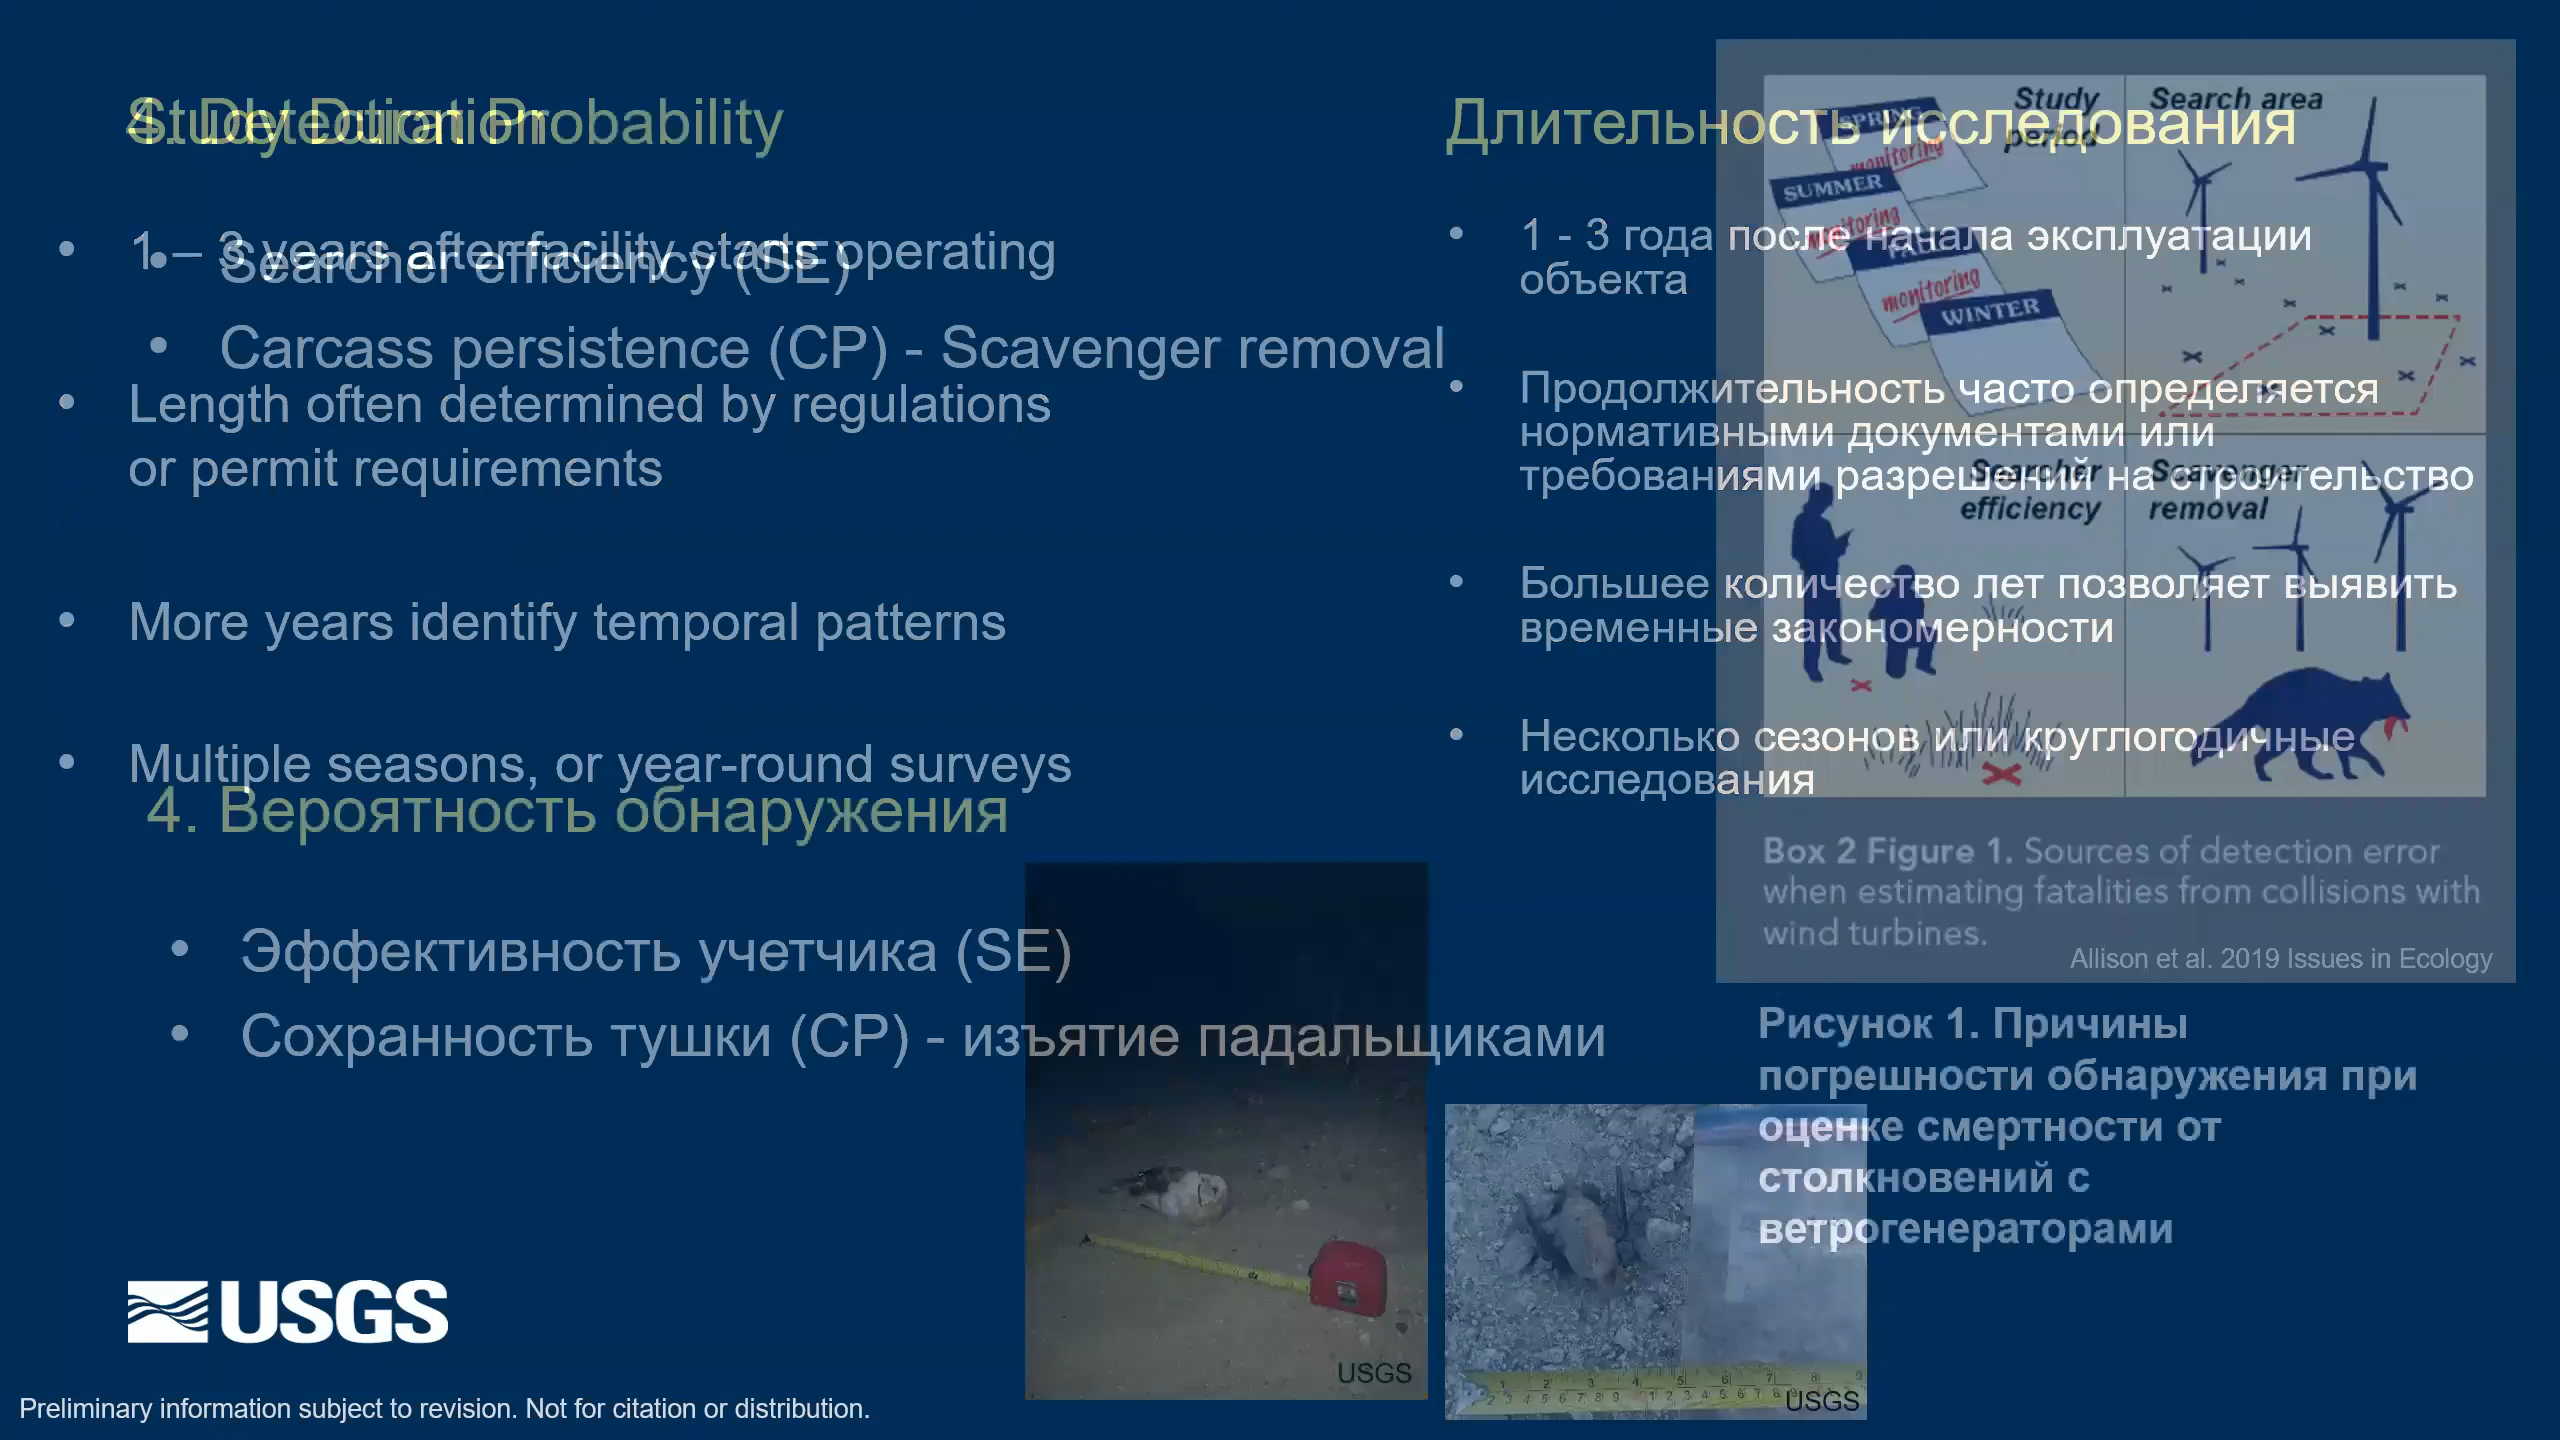 Study Duration
• 1 – 3 years after facility starts operating
• Length often determined by regulations
or permit requirements
• More years identify temporal patterns
• Multiple seasons, or year-round surveys
Длительность исследования
• 1 - 3 года после начала эксплуатации
объекта
• Продолжительность часто определяется
нормативными документами или
требованиями разрешений на строительство
• Большее количество лет позволяет выявить
временные закономерности
• Несколько сезонов или круглогодичные
исследования
4. Detection Probability
• Searcher efficiency (SE)
• Carcass persistence (CP) - Scavenger removal
4. Вероятность обнаружения
• Эффективность учетчика (SE)
• Сохранность тушки (CP) - изъятие падальщиками
Study
period
SPRING
monitoring
SUMMER
monitoring
FALL
monitoring
WINTER
Search area
Searcher
efficiency
Scavenger
removal
Box 2 Figure 1. Sources of detection error
when estimating fatalities from collisions with
wind turbines.
Allison et al. 2019 Issues in Ecology
Рисунок 1. Причины
погрешности обнаружения при
оценке смертности от
столкновений с
ветрогенераторами
USGS
USGS
USGS
Preliminary information subject to revision. Not for citation or distribution.